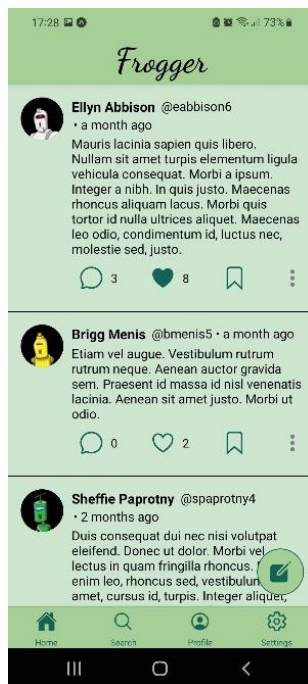 17:28 73%
Frogger
Ellyn Abbison @eabbison6
• a month ago
Mauris lacinia sapien quis libero.
Nullam sit amet turpis elementum ligula
vehicula consequat. Morbi a ipsum.
Integer a nibh. In quis justo. Maecenas
rhoncus aliquam lacus. Morbi quis
tortor id nulla ultrices aliquet. Maecenas
leo odio, condimentum id, luctus nec,
molestie sed, justo.
3 8
Brigg Menis @bmenis5 • a month ago
Etiam vel augue. Vestibulum rutrum
rutrum neque. Aenean auctor gravida
sem. Praesent id massa id nisl venenatis
lacinia. Aenean sit amet justo. Morbi ut
odio.
0 2
Sheffie Paprotny @spaprotny4
• 2 months ago
Duis consequat dui nec nisi volutpat
eleifend. Donec ut dolor. Morbi vel
lectus in quam fringilla rhoncus.
enim leo, rhoncus sed, vestibulum
amet, cursus id, turpis. Integer aliquet,
Home Search Profile Settings